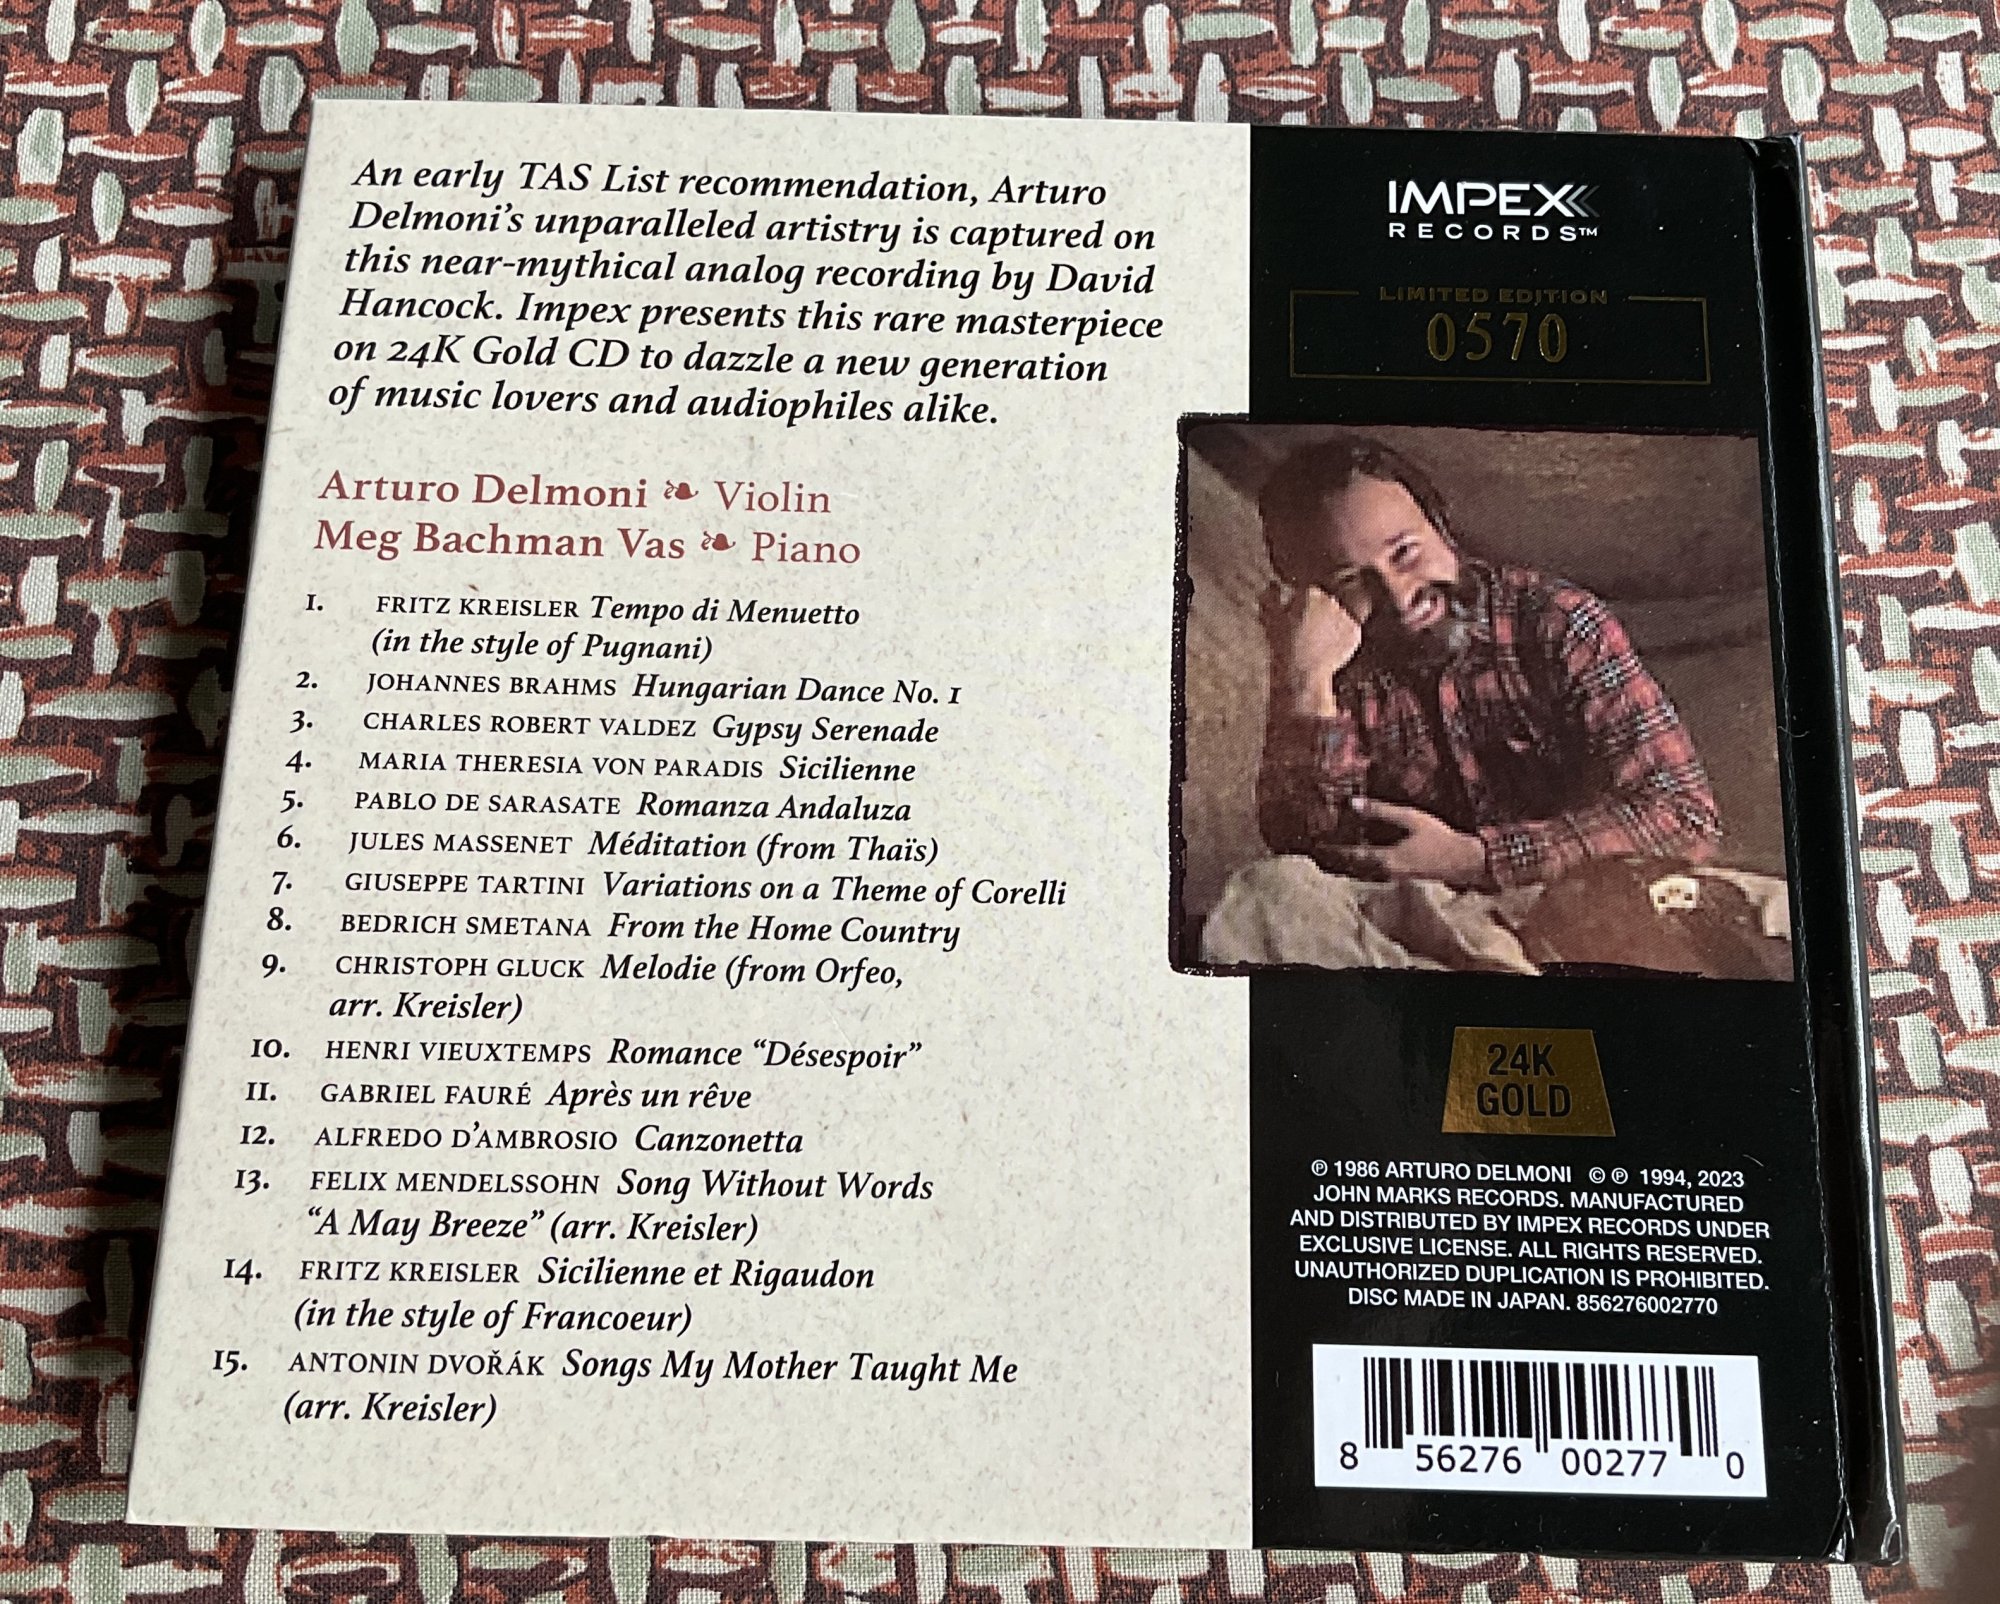 An early TAS List recommendation, Arturo
Delmoni's unparalleled artistry is captured on
this near-mythical analog recording by David
Hancock. Impex presents this rare masterpiece
on 24K Gold CD to dazzle a new generation
of music lovers and audiophiles alike.
Arturo Delmoni ❧ Violin
Meg Bachman Vas ❧ Piano
1. FRITZ KREISLER Tempo di Menuetto
(in the style of Pugnani)
2. JOHANNES BRAHMS Hungarian Dance No. 1
3. CHARLES ROBERT VALDEZ Gypsy Serenade
4. MARIA THERESIA VON PARADIS Sicilienne
5. PABLO DE SARASATE Romanza Andaluza
6. JULES MASSENET Méditation (from Thaïs)
7. GIUSEPPE TARTINI Variations on a Theme of Corelli
8. BEDRICH SMETANA From the Home Country
9. CHRISTOPH GLUCK Melodie (from Orfeo,
arr. Kreisler)
10. HENRI VIEUXTEMPS Romance "Désespoir"
11. GABRIEL FAURÉ Après un rêve
12. ALFREDO D'AMBROSIO Canzonetta
13. FELIX MENDELSSOHN Song Without Words
"A May Breeze" (arr. Kreisler)
14. FRITZ KREISLER Sicilienne et Rigaudon
(in the style of Francoeur)
15. ANTONIN DVOŘÁK Songs My Mother Taught Me
(arr. Kreisler)
IMPEX
RECORDS™
LIMITED EDITION
0570
24K
GOLD
℗ 1986 ARTURO DELMONI © ℗ 1994, 2023
JOHN MARKS RECORDS. MANUFACTURED
AND DISTRIBUTED BY IMPEX RECORDS UNDER
EXCLUSIVE LICENSE. ALL RIGHTS RESERVED.
UNAUTHORIZED DUPLICATION IS PROHIBITED.
DISC MADE IN JAPAN. 856276002770
8 56276 00277 0